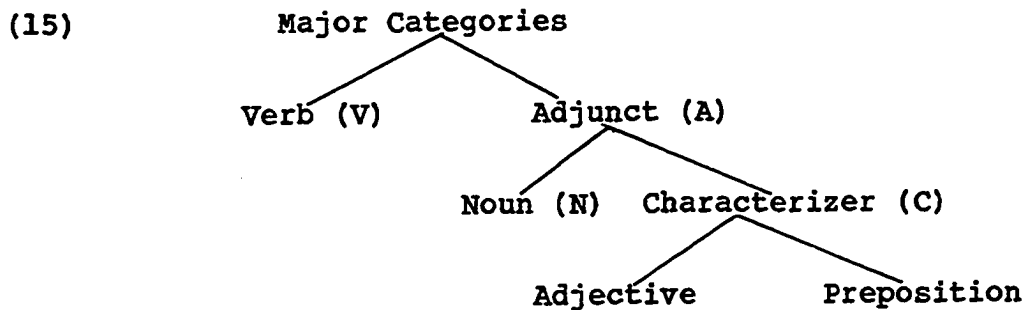 (15) Major Categories
Verb (V) Adjunct (A)
Noun (N) Characterizer (C)
Adjective Preposition